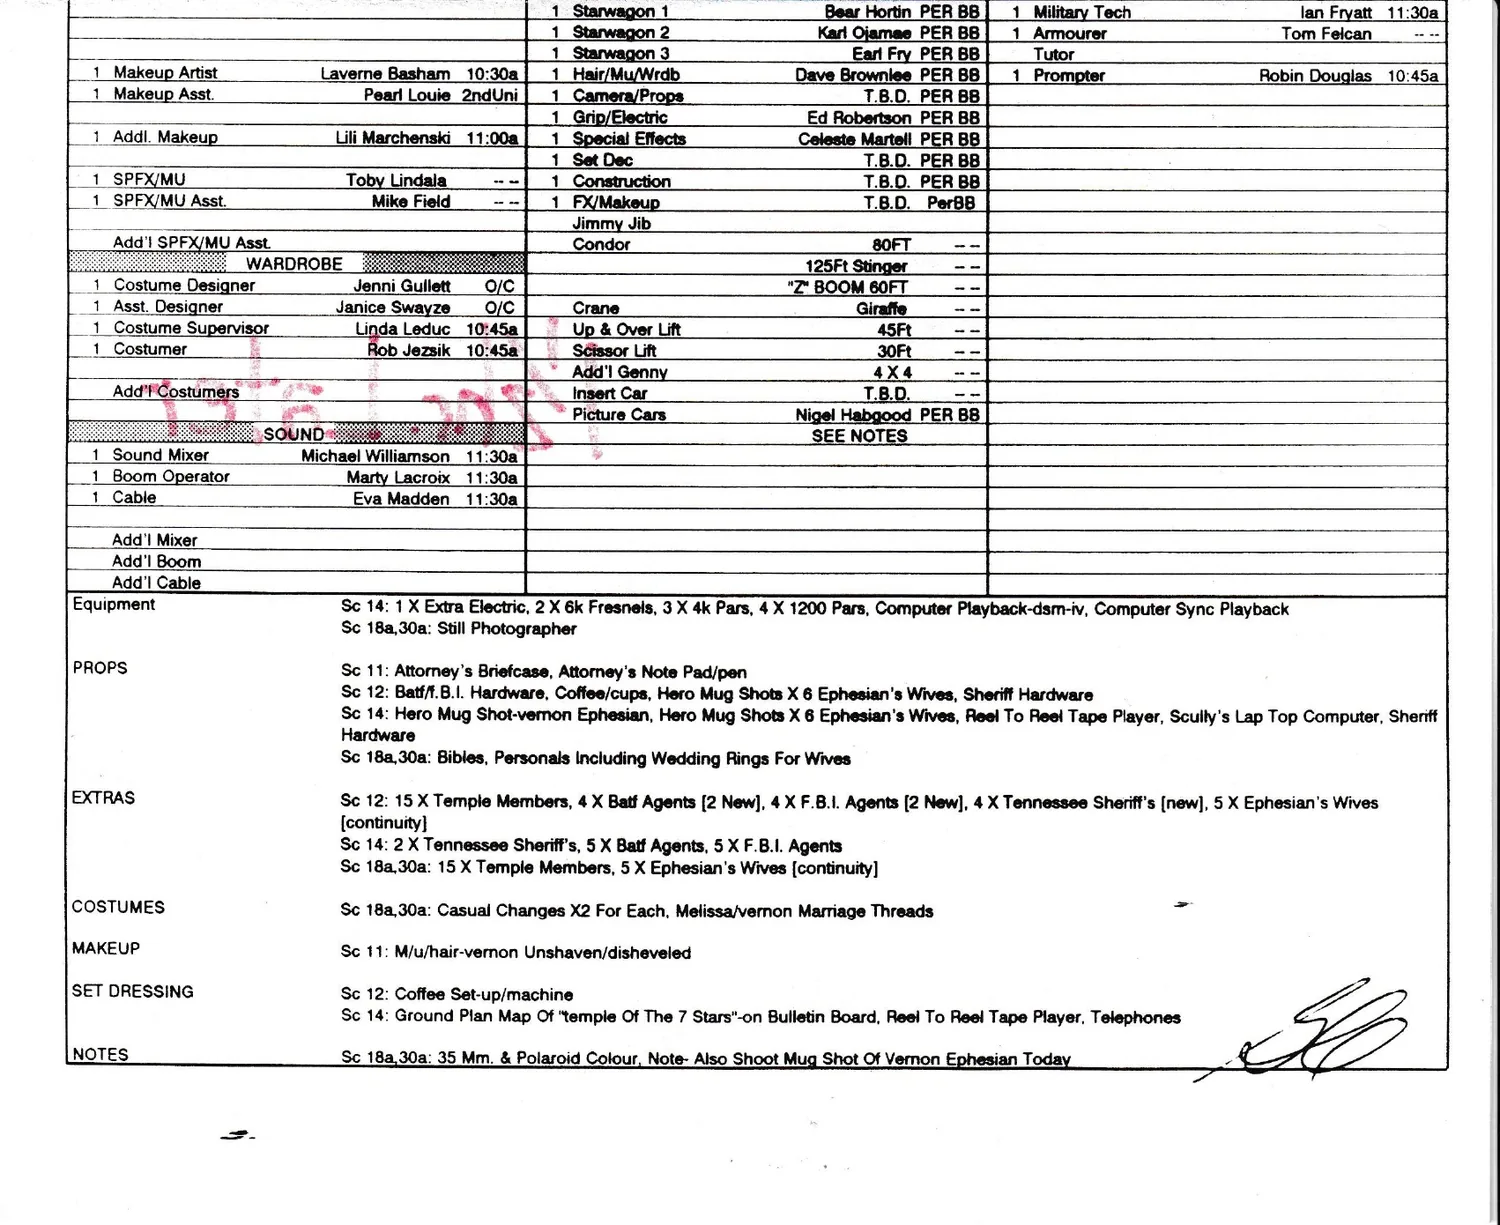 1 Starwagon 1 Bear Hortin PER BB
1 Starwagon 2 Karl Ojamae PER BB
1 Starwagon 3 Earl Fry PER BB
1 Military Tech Ian Fryatt 11:30a
1 Armourer Tom Felcan -- --
Tutor
1 Prompter Robin Douglas 10:45a
1 Makeup Artist Laverne Basham 10:30a
1 Makeup Asst. Pearl Louie 2ndUni
1 Addl. Makeup Lili Marchenski 11:00a
1 SPFX/MU Toby Lindala -- --
1 SPFX/MU Asst. Mike Field -- --
Add'l SPFX/MU Asst.
WARDROBE
1 Costume Designer Jenni Gullett O/C
1 Asst. Designer Janice Swayze O/C
1 Costume Supervisor Linda Leduc 10:45a
1 Costumer Rob Jezsik 10:45a
Add'l Costumers
SOUND
1 Sound Mixer Michael Williamson 11:30a
1 Boom Operator Marty Lacroix 11:30a
1 Cable Eva Madden 11:30a
Add'l Mixer
Add'l Boom
Add'l Cable
1 Hair/Mu/Wrdb Dave Brownlee PER BB
1 Camera/Props T.B.D. PER BB
1 Grip/Electric Ed Robertson PER BB
1 Special Effects Celeste Martell PER BB
1 Set Dec T.B.D. PER BB
1 Construction T.B.D. PER BB
1 FX/Makeup T.B.D. PerBB
Jimmy Jib
Condor 80FT -- --
125Ft Stinger -- --
"Z" BOOM 60FT -- --
Crane Giraffe -- --
Up & Over Lift 45Ft -- --
Scissor Lift 30Ft -- --
Add'l Genny 4 X 4 -- --
Insert Car T.B.D. -- --
Picture Cars Nigel Habgood PER BB
SEE NOTES
Equipment
Sc 14: 1 X Extra Electric, 2 X 6k Fresnels, 3 X 4k Pars, 4 X 1200 Pars, Computer Playback-dsm-iv, Computer Sync Playback
Sc 18a,30a: Still Photographer
PROPS
Sc 11: Attorney's Briefcase, Attorney's Note Pad/pen
Sc 12: Batf/f.B.I. Hardware, Coffee/cups, Hero Mug Shots X 6 Ephesian's Wives, Sheriff Hardware
Sc 14: Hero Mug Shot-vernon Ephesian, Hero Mug Shots X 6 Ephesian's Wives, Reel To Reel Tape Player, Scully's Lap Top Computer, Sheriff
Hardware
Sc 18a,30a: Bibles, Personals Including Wedding Rings For Wives
EXTRAS
Sc 12: 15 X Temple Members, 4 X Batf Agents [2 New], 4 X F.B.I. Agents [2 New], 4 X Tennessee Sheriff's [new], 5 X Ephesian's Wives
[continuity]
Sc 14: 2 X Tennessee Sheriff's, 5 X Batf Agents, 5 X F.B.I. Agents
Sc 18a,30a: 15 X Temple Members, 5 X Ephesian's Wives [continuity]
COSTUMES
Sc 18a,30a: Casual Changes X2 For Each, Melissa/vernon Marriage Threads
MAKEUP
Sc 11: M/u/hair-vernon Unshaven/disheveled
SET DRESSING
Sc 12: Coffee Set-up/machine
Sc 14: Ground Plan Map Of "temple Of The 7 Stars"-on Bulletin Board, Reel To Reel Tape Player, Telephones
NOTES
Sc 18a,30a: 35 Mm. & Polaroid Colour, Note- Also Shoot Mug Shot Of Vernon Ephesian Today